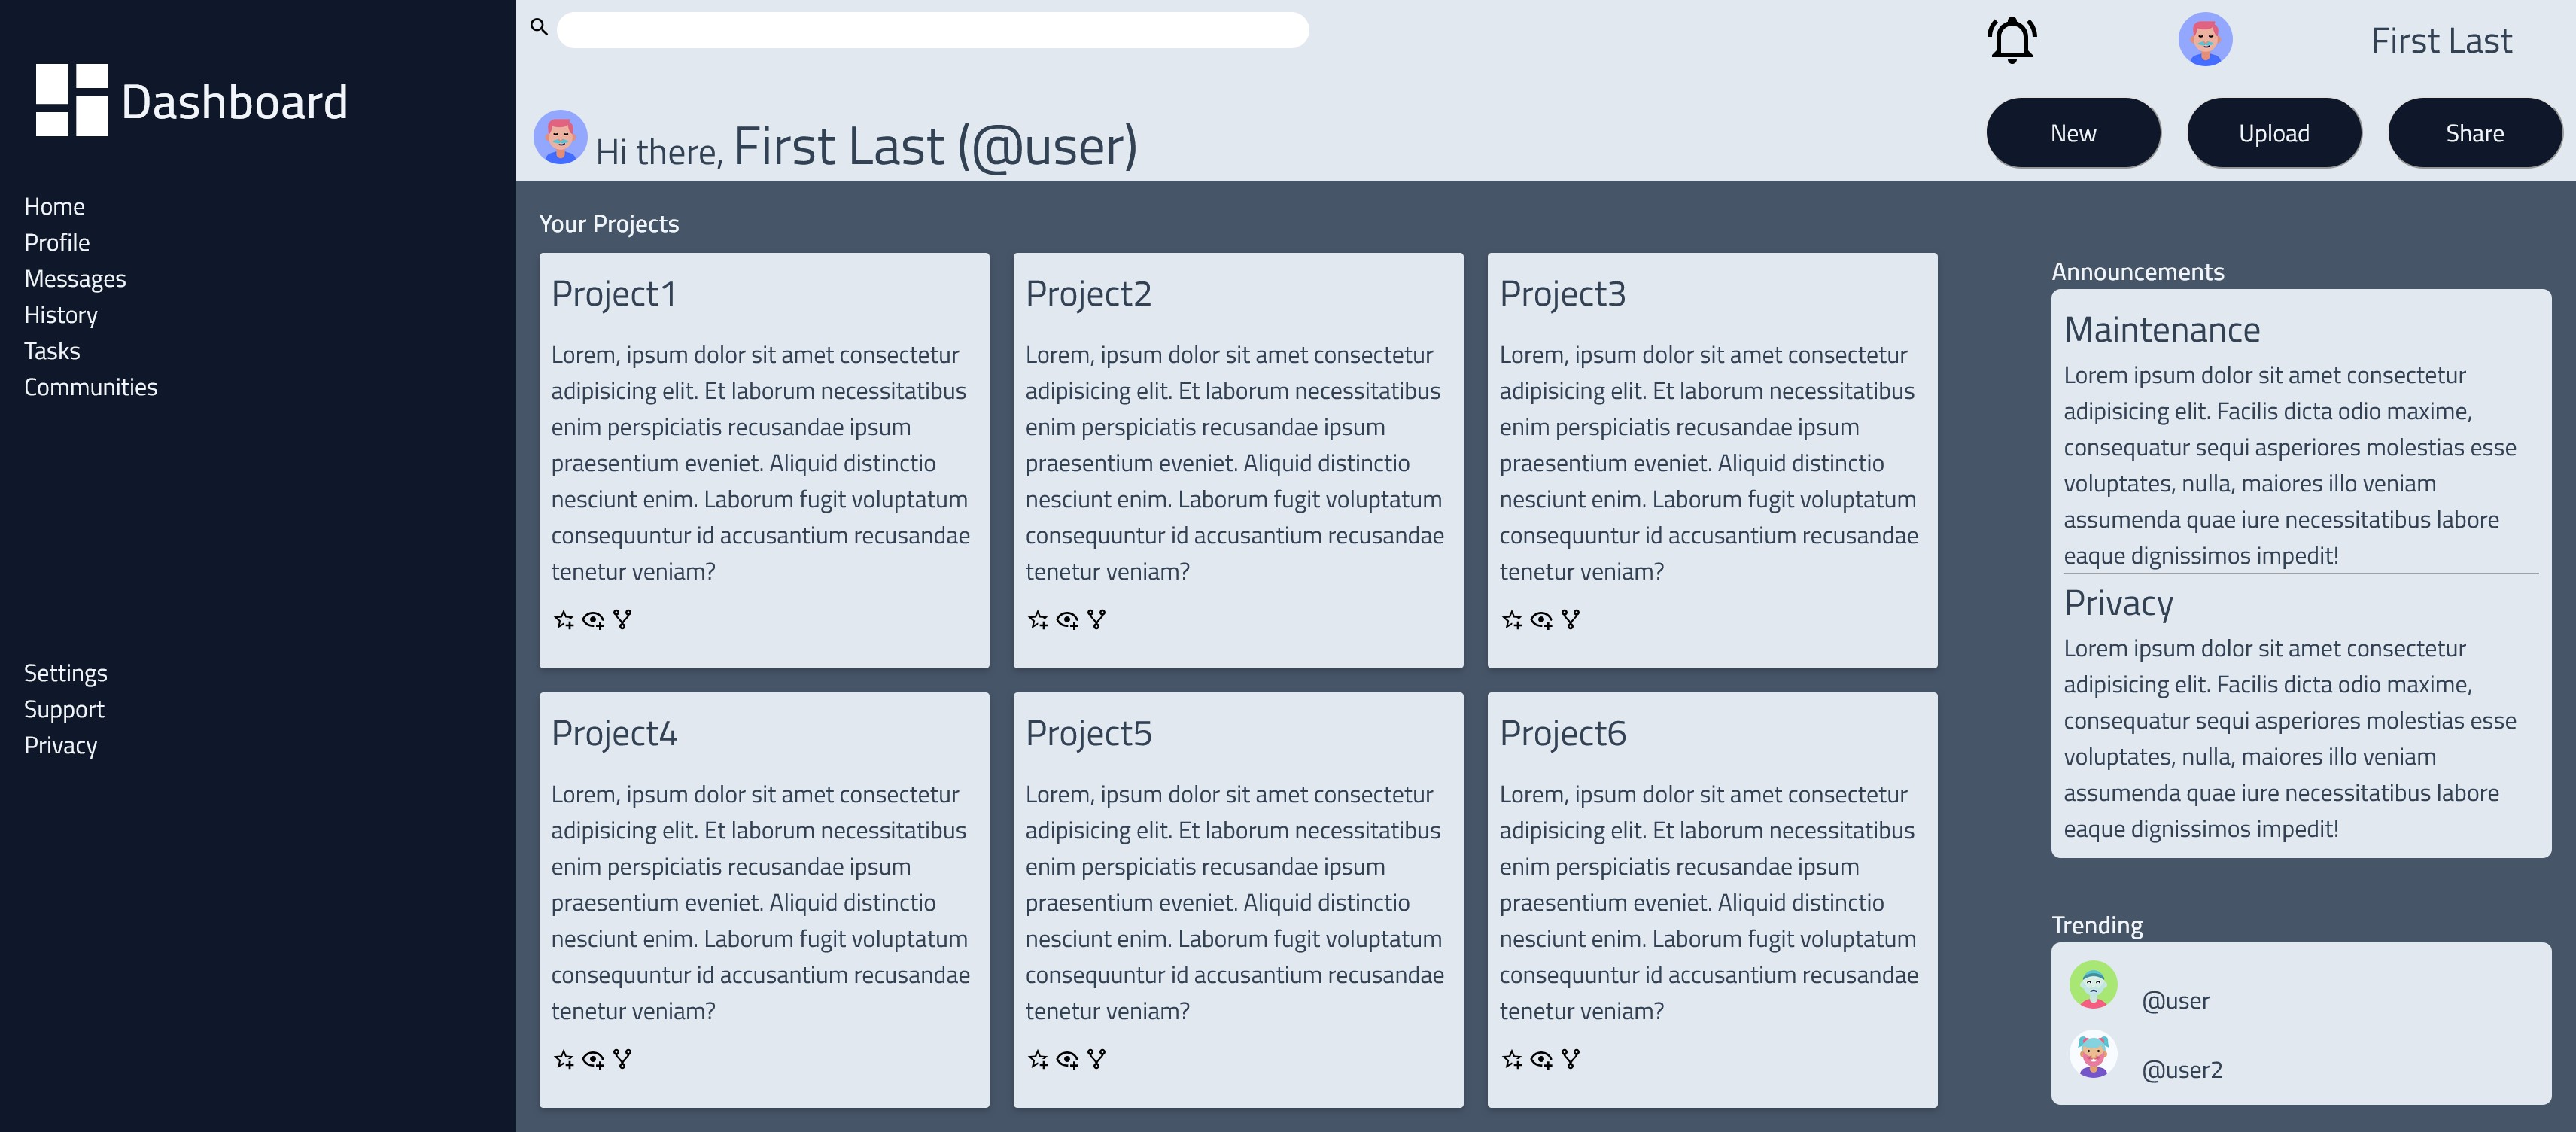 Dashboard
Home
Profile
Messages
History
Tasks
Communities
Settings
Support
Privacy
First Last
Hi there, First Last (@user)
New
Upload
Share
Your Projects
Project1
Lorem, ipsum dolor sit amet consectetur
adipisicing elit. Et laborum necessitatibus
enim perspiciatis recusandae ipsum
praesentium eveniet. Aliquid distinctio
nesciunt enim. Laborum fugit voluptatum
consequuntur id accusantium recusandae
tenetur veniam?
Project2
Lorem, ipsum dolor sit amet consectetur
adipisicing elit. Et laborum necessitatibus
enim perspiciatis recusandae ipsum
praesentium eveniet. Aliquid distinctio
nesciunt enim. Laborum fugit voluptatum
consequuntur id accusantium recusandae
tenetur veniam?
Project3
Lorem, ipsum dolor sit amet consectetur
adipisicing elit. Et laborum necessitatibus
enim perspiciatis recusandae ipsum
praesentium eveniet. Aliquid distinctio
nesciunt enim. Laborum fugit voluptatum
consequuntur id accusantium recusandae
tenetur veniam?
Project4
Lorem, ipsum dolor sit amet consectetur
adipisicing elit. Et laborum necessitatibus
enim perspiciatis recusandae ipsum
praesentium eveniet. Aliquid distinctio
nesciunt enim. Laborum fugit voluptatum
consequuntur id accusantium recusandae
tenetur veniam?
Project5
Lorem, ipsum dolor sit amet consectetur
adipisicing elit. Et laborum necessitatibus
enim perspiciatis recusandae ipsum
praesentium eveniet. Aliquid distinctio
nesciunt enim. Laborum fugit voluptatum
consequuntur id accusantium recusandae
tenetur veniam?
Project6
Lorem, ipsum dolor sit amet consectetur
adipisicing elit. Et laborum necessitatibus
enim perspiciatis recusandae ipsum
praesentium eveniet. Aliquid distinctio
nesciunt enim. Laborum fugit voluptatum
consequuntur id accusantium recusandae
tenetur veniam?
Announcements
Maintenance
Lorem ipsum dolor sit amet consectetur
adipisicing elit. Facilis dicta odio maxime,
consequatur sequi asperiores molestias esse
voluptates, nulla, maiores illo veniam
assumenda quae iure necessitatibus labore
eaque dignissimos impedit!
Privacy
Lorem ipsum dolor sit amet consectetur
adipisicing elit. Facilis dicta odio maxime,
consequatur sequi asperiores molestias esse
voluptates, nulla, maiores illo veniam
assumenda quae iure necessitatibus labore
eaque dignissimos impedit!
Trending
@user
@user2